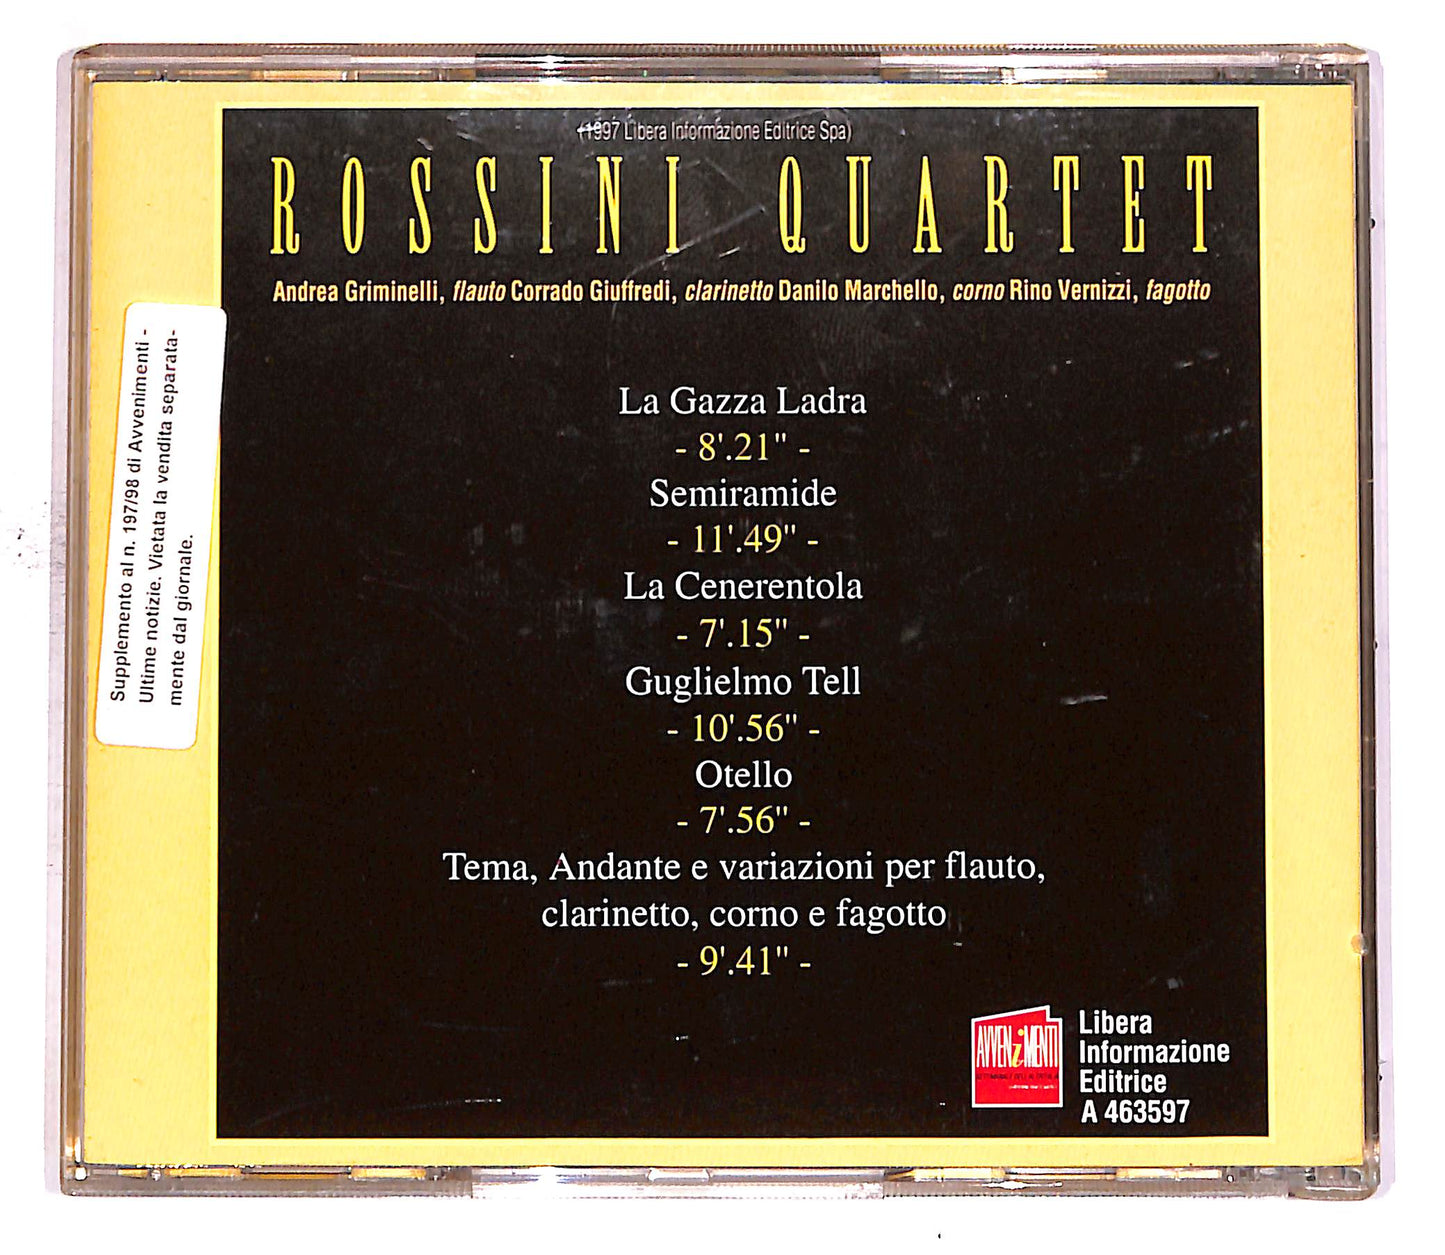 (1997 Libera Informazione Editrice Spa)
ROSSINI QUARTET
Andrea Griminelli, flauto Corrado Giuffredi, clarinetto Danilo Marchello, corno Rino Vernizzi, fagotto
La Gazza Ladra
- 8'.21" -
Semiramide
- 11'.49" -
La Cenerentola
- 7'.15" -
Guglielmo Tell
- 10'.56" -
Otello
- 7'.56" -
Tema, Andante e variazioni per flauto,
clarinetto, corno e fagotto
- 9'.41" -
AVVENiMENTI
Libera
Informazione
Editrice
A 463597
Supplemento al n. 197/98 di Avvenimenti -
Ultime notizie. Vietata la vendita separata-
mente dal giornale.